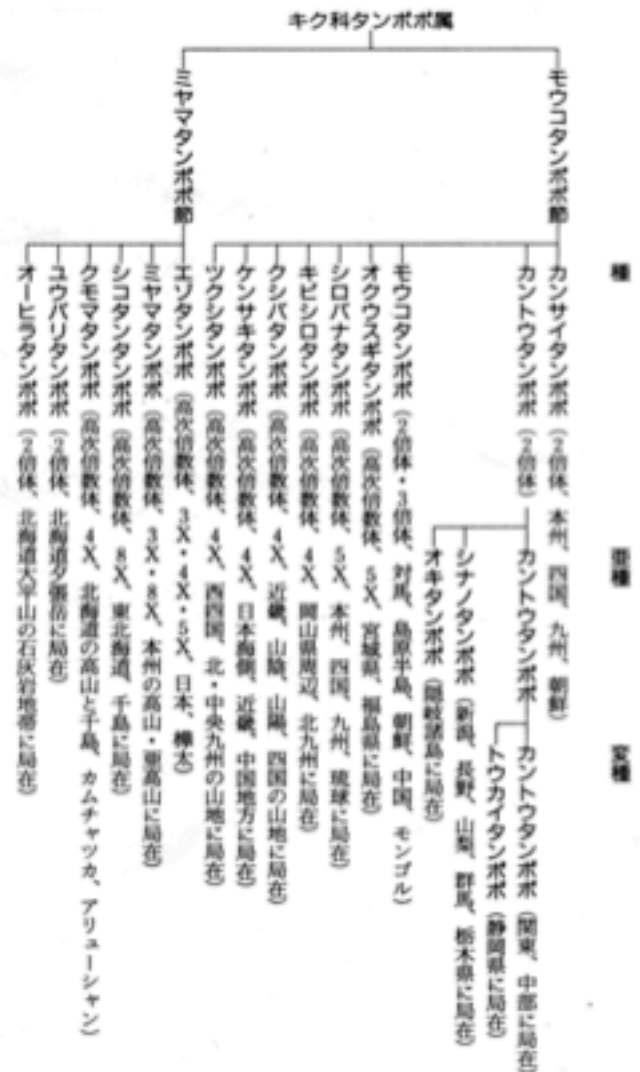 キク科タンポポ属
種
亜種
変種
モウコタンポポ節
カンサイタンポポ（2倍体、本州、四国、九州、朝鮮）
カントウタンポポ（2倍体）
カントウタンポポ
カントウタンポポ（関東、中部に局在）
トウカイタンポポ（静岡県に局在）
シナノタンポポ（新潟、長野、山梨、群馬、栃木県に局在）
オキタンポポ（隠岐諸島に局在）
モウコタンポポ（2倍体・3倍体、対馬、島原半島、朝鮮、中国、モンゴル）
オクウスギタンポポ（高次倍数体、5X、宮城県、福島県に局在）
シロバナタンポポ（高次倍数体、5X、本州、四国、九州、琉球に局在）
キビシロタンポポ（高次倍数体、4X、岡山県周辺、北九州に局在）
クシバタンポポ（高次倍数体、4X、近畿、山陰、山陽、四国の山地に局在）
ケンサキタンポポ（高次倍数体、4X、日本海側、近畿、中国地方に局在）
ツクシタンポポ（高次倍数体、4X、西四国、北・中央九州の山地に局在）
ミヤマタンポポ節
エゾタンポポ（高次倍数体、3X・4X・5X、日本、樺太）
ミヤマタンポポ（高次倍数体、3X・8X、本州の高山・亜高山に局在）
シコタンタンポポ（高次倍数体、8X、東北海道、千島に局在）
クモマタンポポ（高次倍数体、4X、北海道の高山と千島、カムチャツカ、アリューシャン）
ユウバリタンポポ（2倍体、北海道夕張岳に局在）
オーヒラタンポポ（2倍体、北海道大平山の石灰岩地帯に局在）